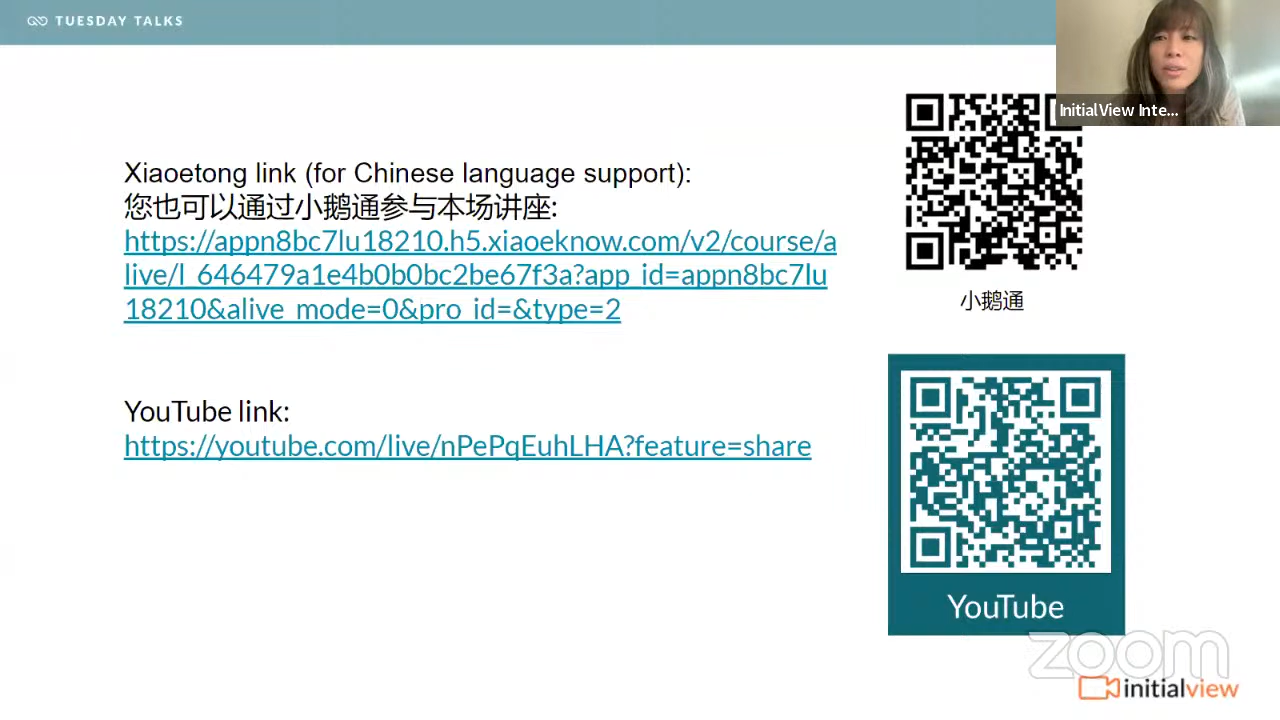 TUESDAY TALKS
InitialView Inte...
Xiaoetong link (for Chinese language support):
您也可以通过小鹅通参与本场讲座:
https://appn8bc7lu18210.h5.xiaoeknow.com/v2/course/a
live/l_646479a1e4b0b0bc2be67f3a?app_id=appn8bc7lu
18210&alive_mode=0&pro_id=&type=2
小鹅通
YouTube link:
https://youtube.com/live/nPePqEuhLHA?feature=share
YouTube
zoom
initialview